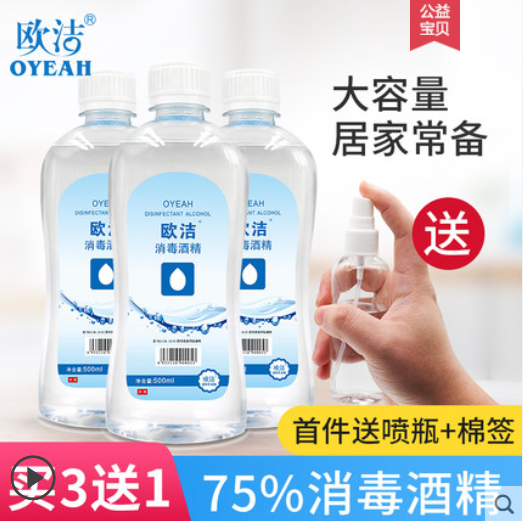 欧洁®
OYEAH
公益
宝贝
大容量
居家常备
送
OYEAH
DISINFECTANT ALCOHOL
欧洁
消毒酒精
净含量:500ml
欧洁
首件送喷瓶+棉签
买3送1
75%消毒酒精